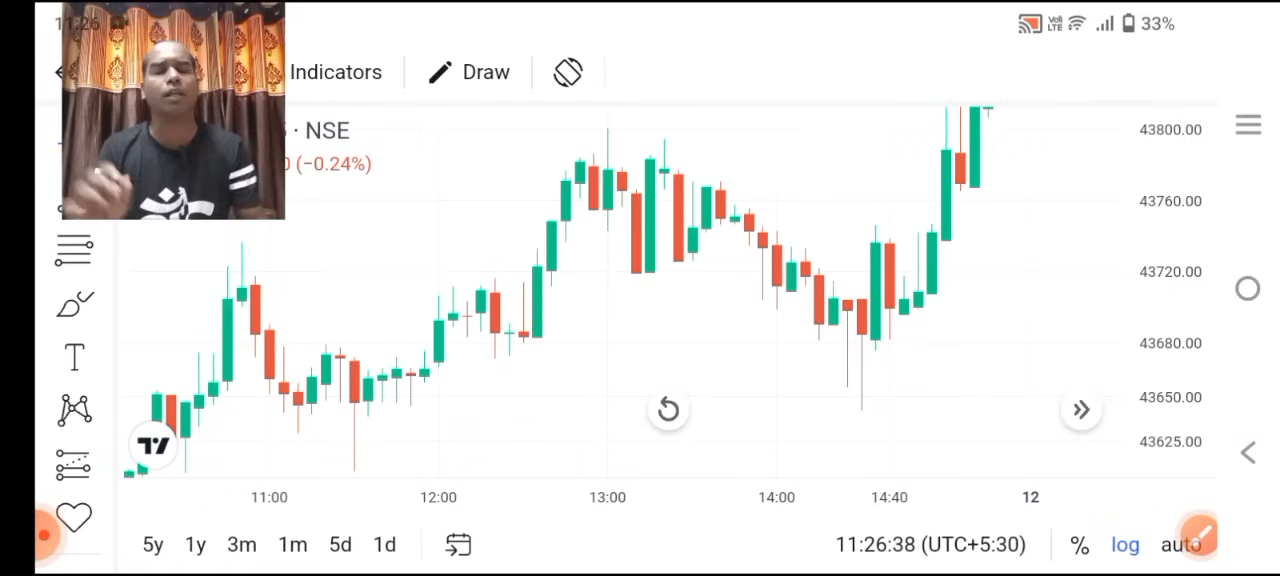 11:26
VoI
LTE
33%
Indicators
Draw
· NSE
(−0.24%)
43800.00
43760.00
43720.00
43680.00
43650.00
43625.00
T
11:00 12:00 13:00 14:00 14:40 12
5y 1y 3m 1m 5d 1d
11:26:38 (UTC+5:30)
% log auto